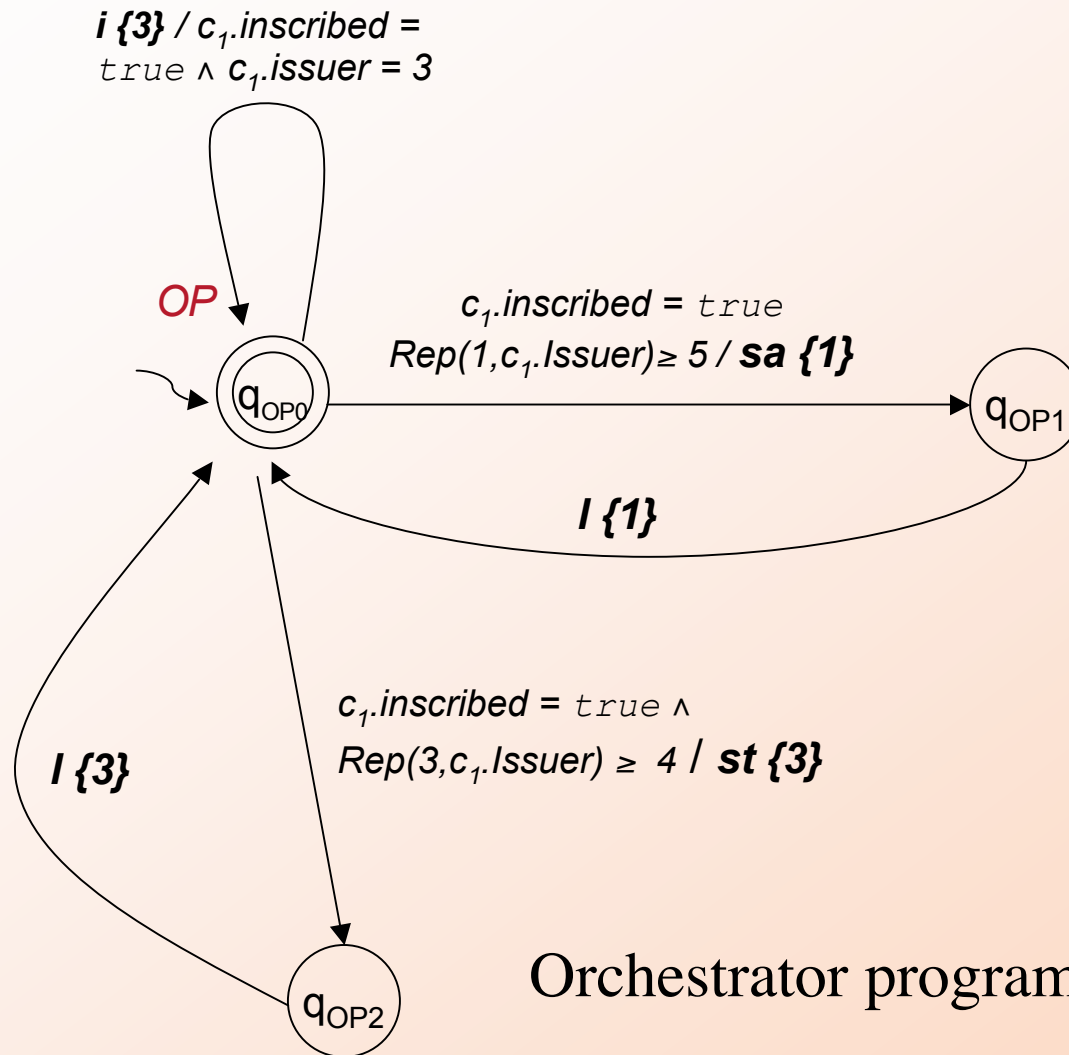 i {3} / c₁.inscribed =
true ∧ c₁.issuer = 3
OP
c₁.inscribed = true
Rep(1,c₁.Issuer)≥ 5 / sa {1}
qOP0
qOP1
l {1}
c₁.inscribed = true ∧
Rep(3,c₁.Issuer) ≥ 4 / st {3}
l {3}
Orchestrator program
qOP2